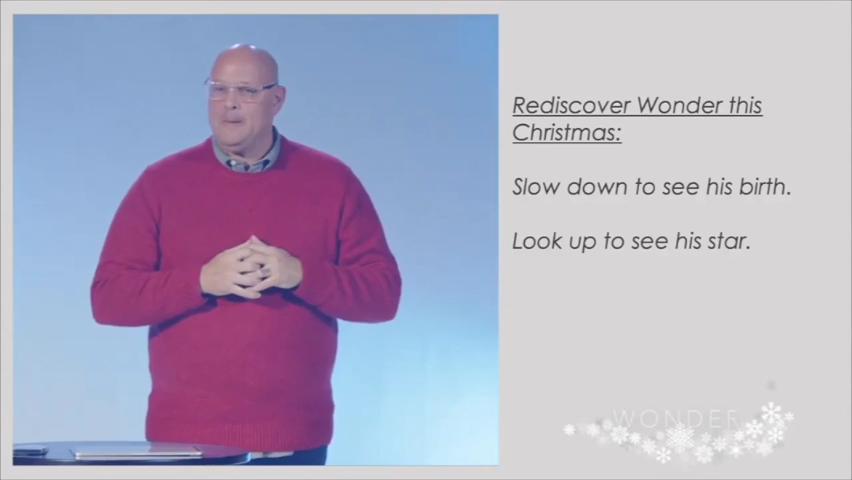 Rediscover Wonder this
Christmas:
Slow down to see his birth.
Look up to see his star.
WONDER